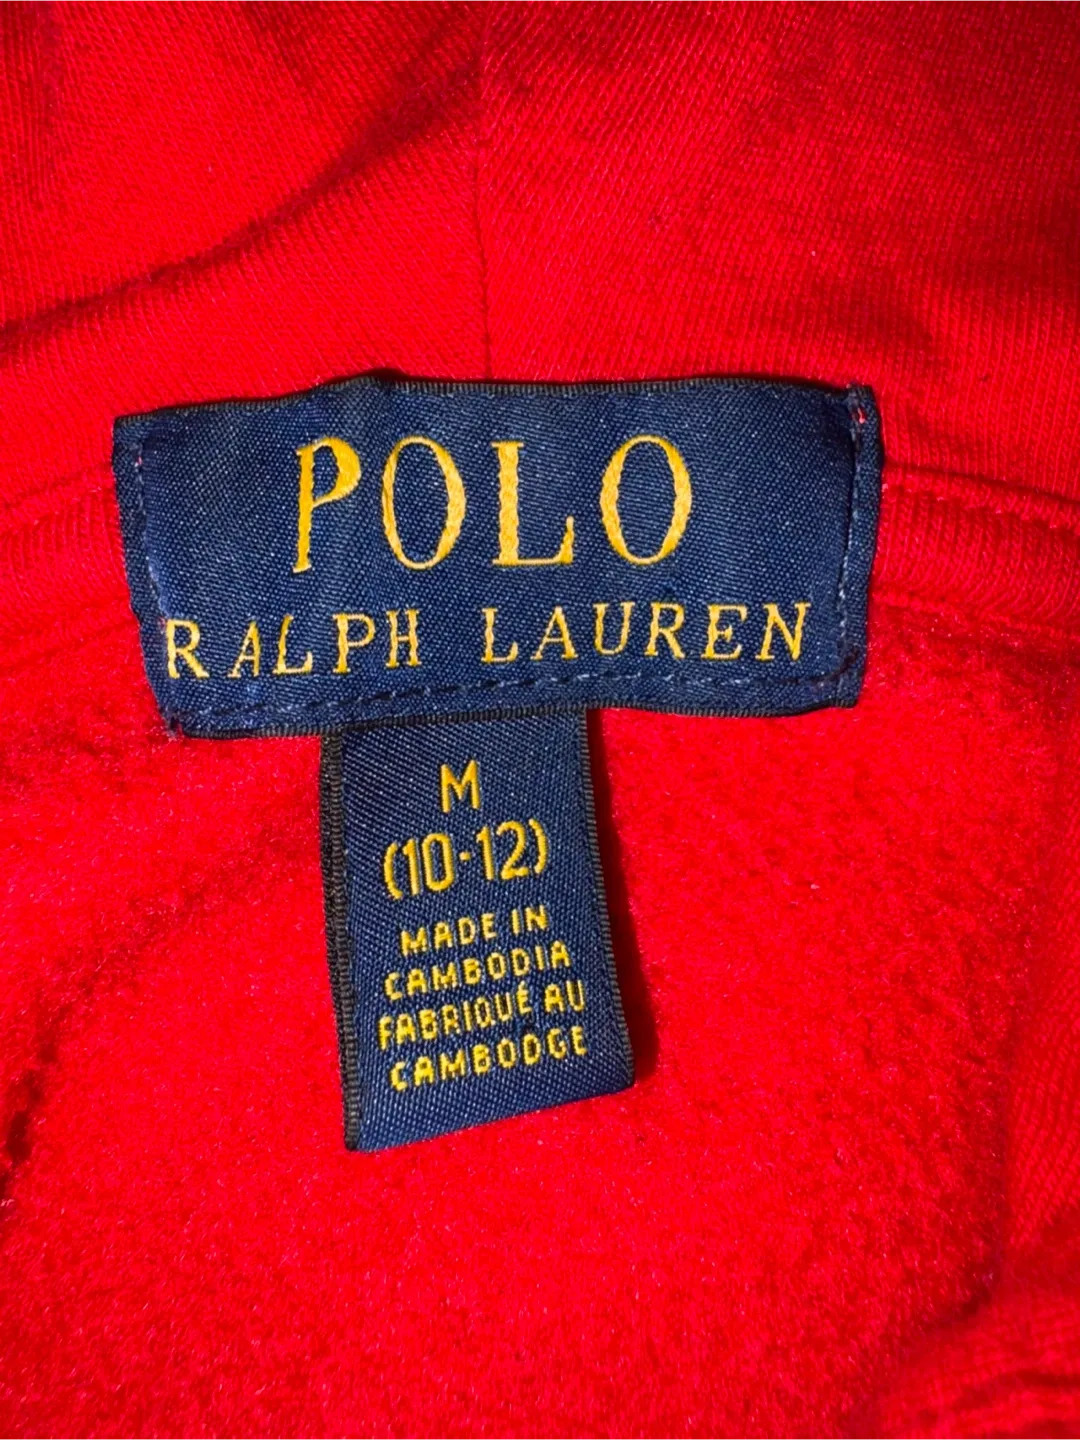 POLO
RALPH LAUREN
M
(10-12)
MADE IN
CAMBODIA
FABRIQUÉ AU
CAMBODGE